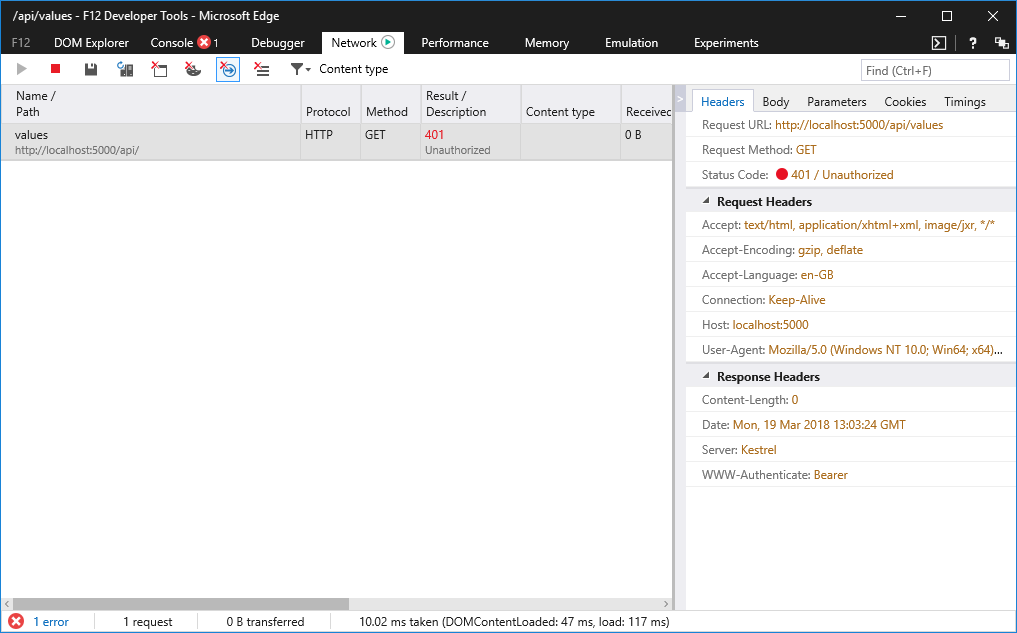 /api/values - F12 Developer Tools - Microsoft Edge
F12 DOM Explorer Console 1 Debugger Network Performance Memory Emulation Experiments
Content type
Find (Ctrl+F)
Name / Path Protocol Method Result / Description Content type Received
values HTTP GET 401 0 B
http://localhost:5000/api/ Unauthorized
Headers Body Parameters Cookies Timings
Request URL: http://localhost:5000/api/values
Request Method: GET
Status Code: 401 / Unauthorized
Request Headers
Accept: text/html, application/xhtml+xml, image/jxr, */*
Accept-Encoding: gzip, deflate
Accept-Language: en-GB
Connection: Keep-Alive
Host: localhost:5000
User-Agent: Mozilla/5.0 (Windows NT 10.0; Win64; x64)...
Response Headers
Content-Length: 0
Date: Mon, 19 Mar 2018 13:03:24 GMT
Server: Kestrel
WWW-Authenticate: Bearer
1 error 1 request 0 B transferred 10.02 ms taken (DOMContentLoaded: 47 ms, load: 117 ms)